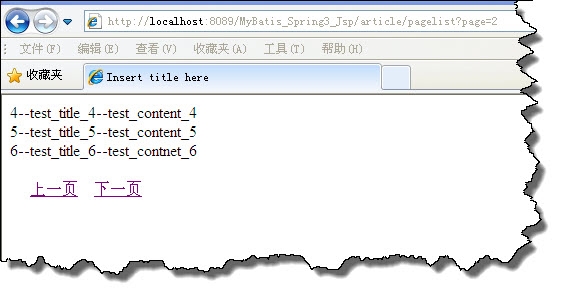 http://localhost:8089/MyBatis_Spring3_Jsp/article/pagelist?page=2
文件(F) 编辑(E) 查看(V) 收藏夹(A) 工具(T) 帮助(H)
收藏夹 Insert title here
4--test_title_4--test_content_4
5--test_title_5--test_content_5
6--test_title_6--test_contnet_6
上一页 下一页